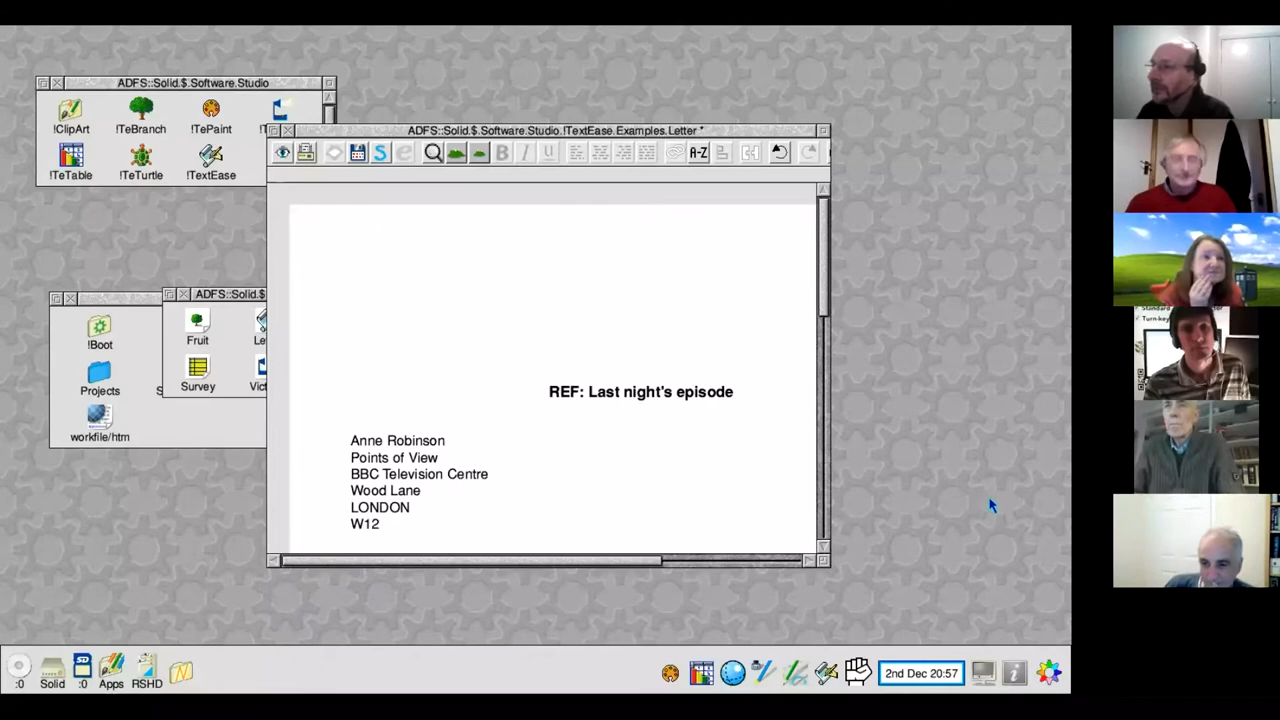 ADFS::Solid.$.Software.Studio
!ClipArt
!TeBranch
!TePaint
!TeTable
!TeTurtle
!TextEase
ADFS::Solid.$.Software.Studio.!TextEase.Examples.Letter *
B I U
A-Z
REF: Last night's episode
Anne Robinson
Points of View
BBC Television Centre
Wood Lane
LONDON
W12
ADFS::Solid.$
!Boot
Projects
workfile/htm
Fruit
Survey
:0
Solid
:0
Apps
RSHD
2nd Dec 20:57
Turn-key